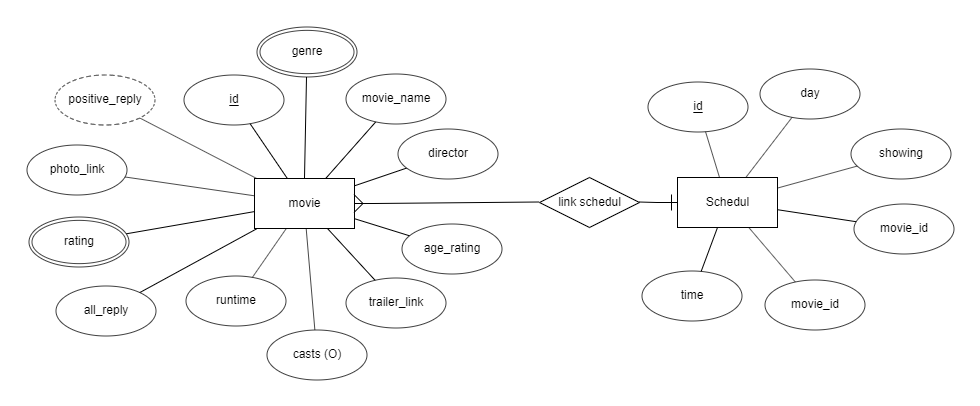 genre
positive_reply
id
movie_name
id
day
director
showing
photo_link
movie
link schedul
Schedul
movie_id
rating
age_rating
all_reply
runtime
trailer_link
time
movie_id
casts (O)